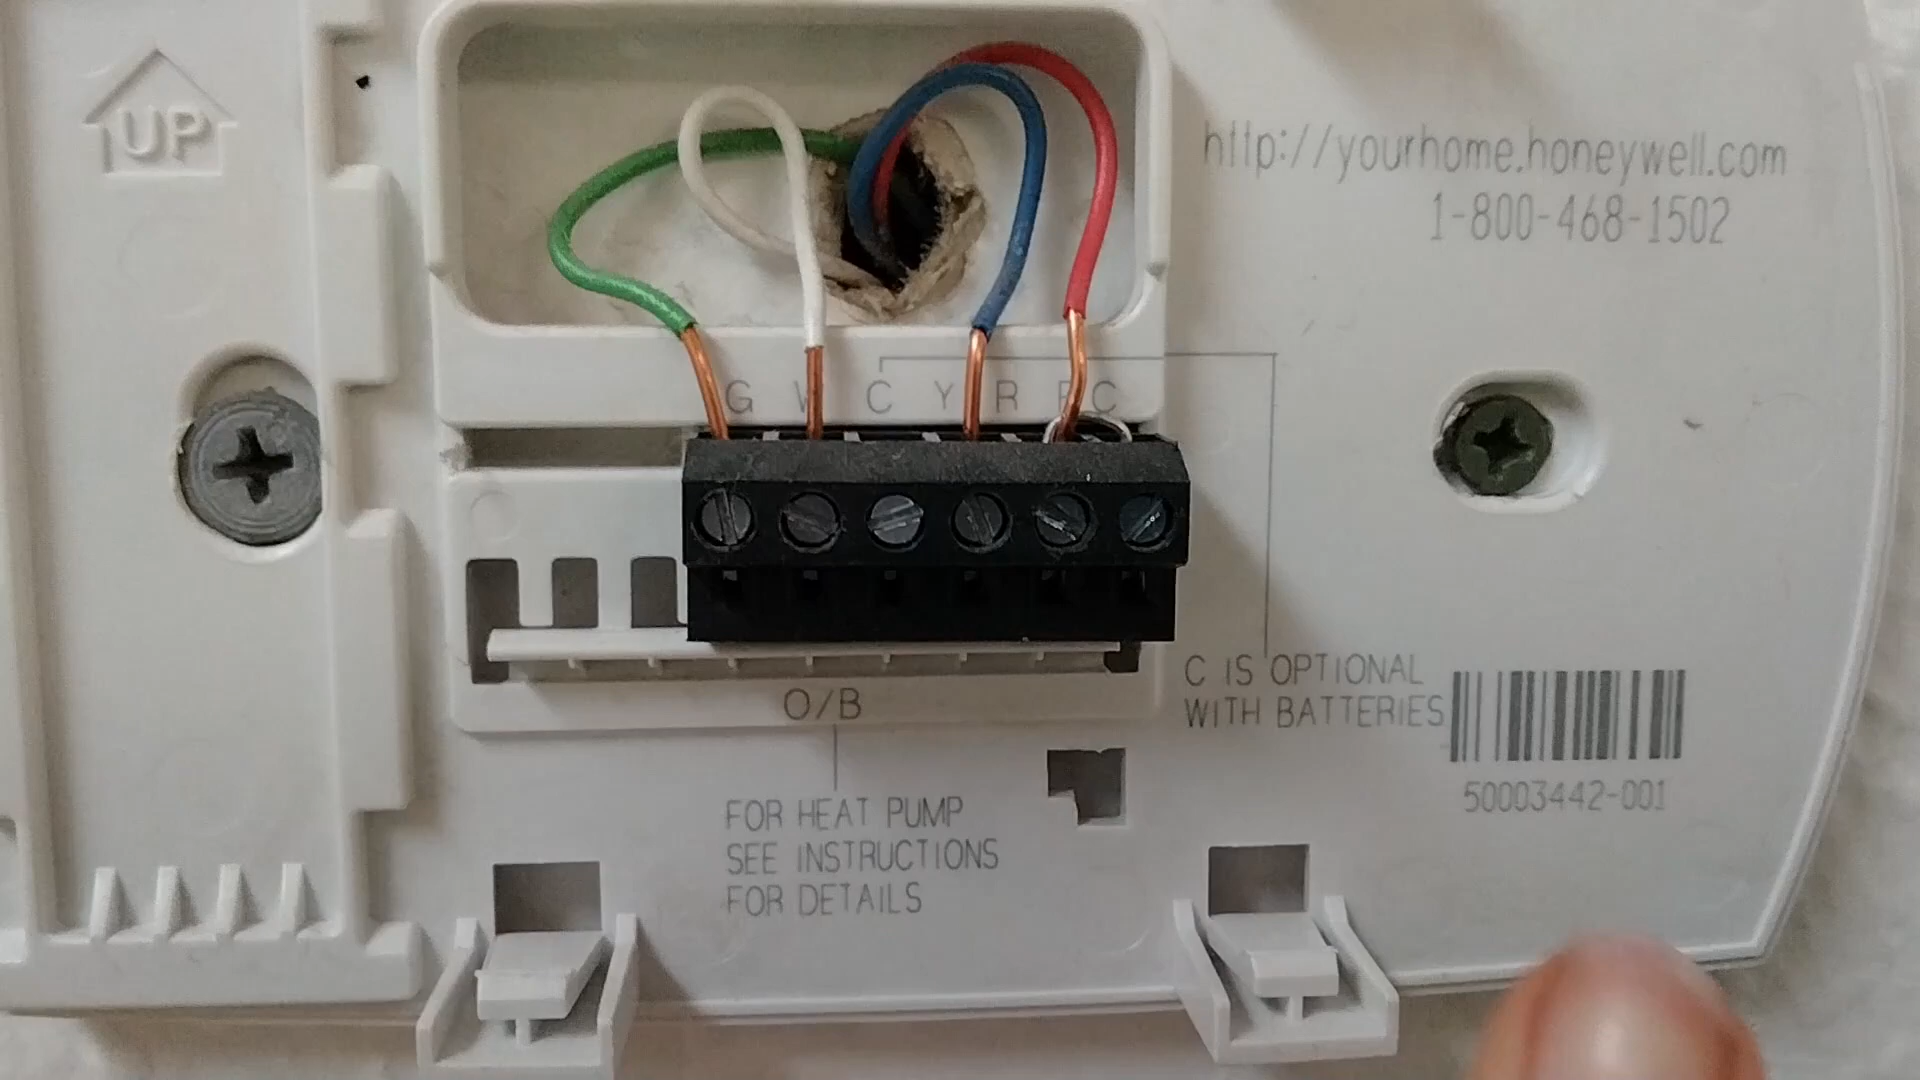 UP
http://yourhome.honeywell.com
1-800-468-1502
G W C Y R RC
C IS OPTIONAL
WITH BATTERIES
50003442-001
O/B
FOR HEAT PUMP
SEE INSTRUCTIONS
FOR DETAILS